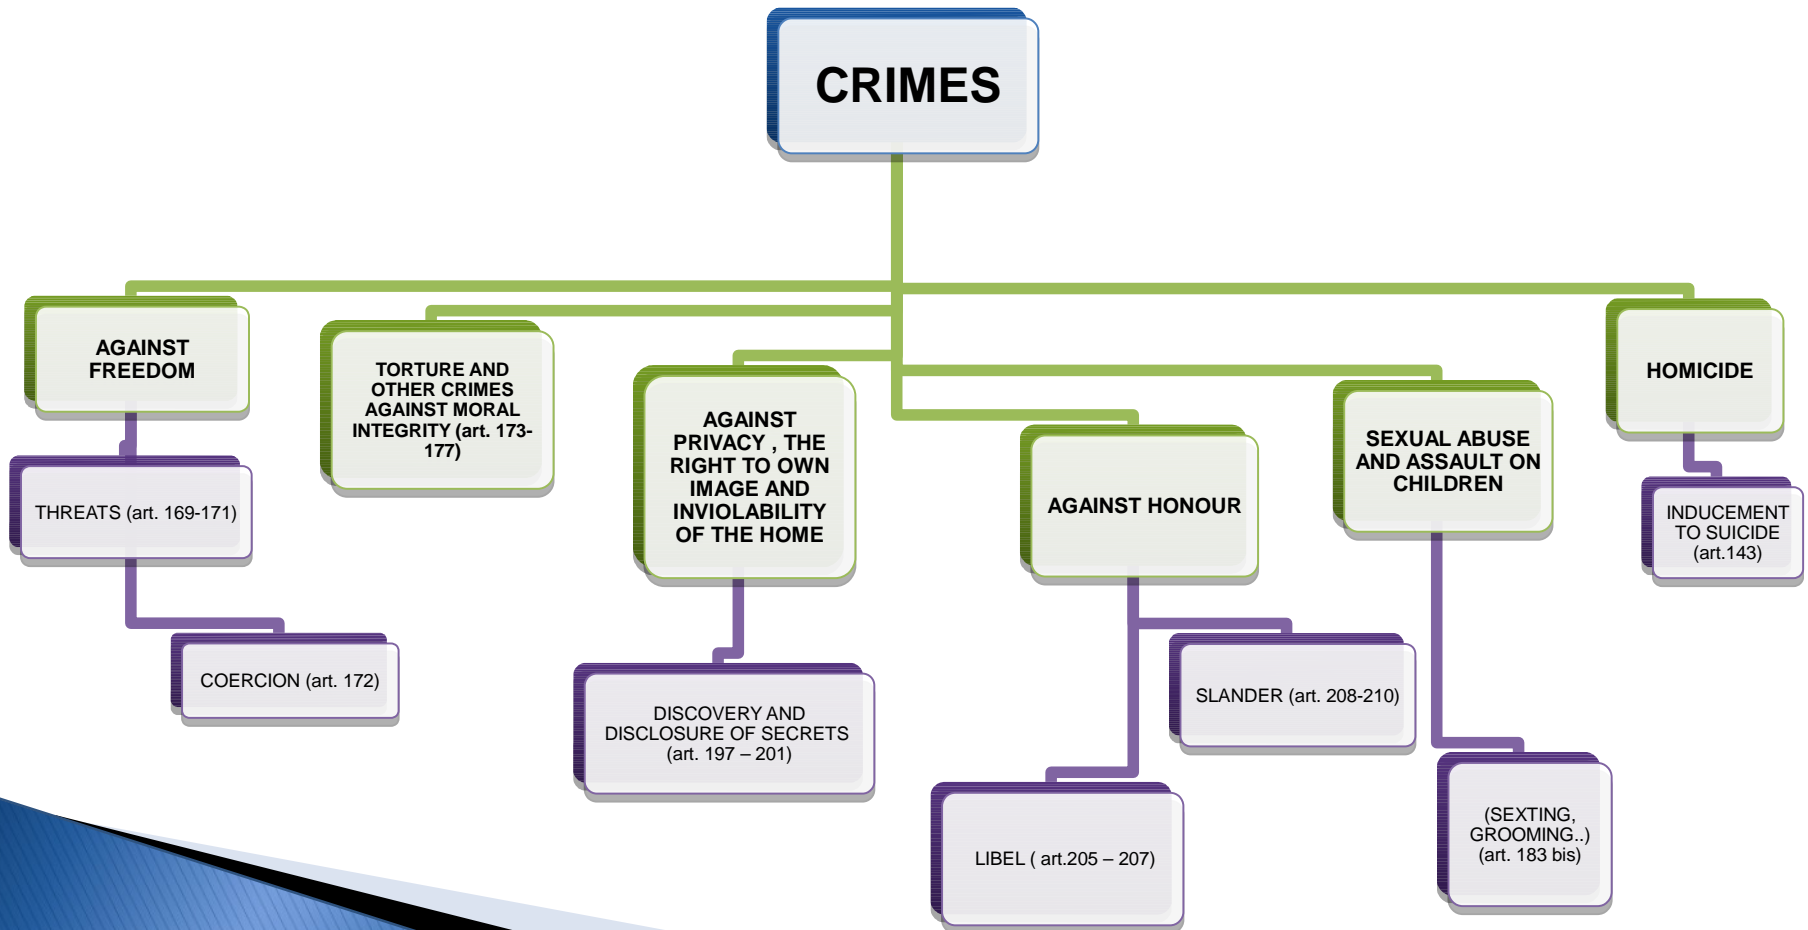 CRIMES
AGAINST
FREEDOM
THREATS (art. 169-171)
COERCION (art. 172)
TORTURE AND
OTHER CRIMES
AGAINST MORAL
INTEGRITY (art. 173-
177)
AGAINST
PRIVACY , THE
RIGHT TO OWN
IMAGE AND
INVIOLABILITY
OF THE HOME
DISCOVERY AND
DISCLOSURE OF SECRETS
(art. 197 – 201)
AGAINST HONOUR
SLANDER (art. 208-210)
LIBEL ( art.205 – 207)
SEXUAL ABUSE
AND ASSAULT ON
CHILDREN
(SEXTING,
GROOMING..)
(art. 183 bis)
HOMICIDE
INDUCEMENT
TO SUICIDE
(art.143)